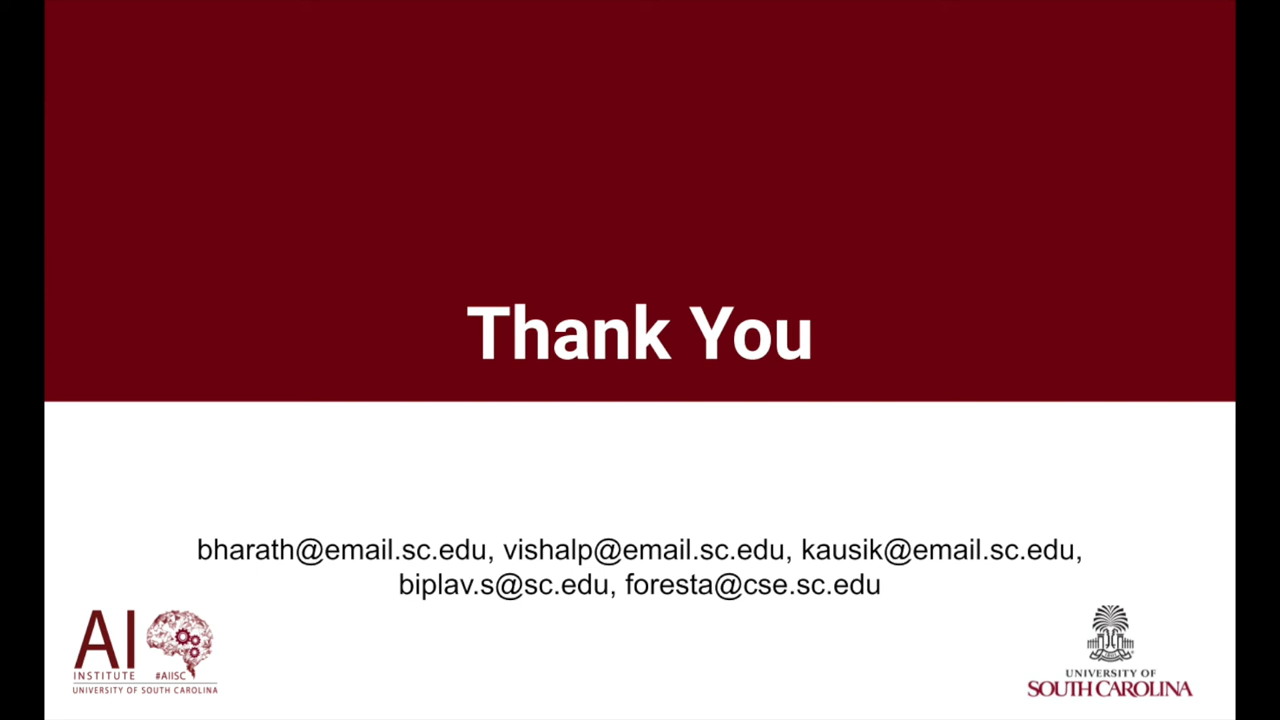 Thank You
bharath@email.sc.edu, vishalp@email.sc.edu, kausik@email.sc.edu,
biplav.s@sc.edu, foresta@cse.sc.edu
AI
INSTITUTE #AIISC
UNIVERSITY OF SOUTH CAROLINA
UNIVERSITY OF
SOUTH CAROLINA